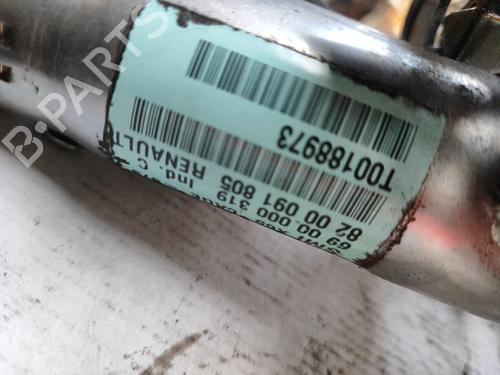 T00188973
82 00 091 805 RENAULT
69 00 000 319 Ind. C
B-PARTS